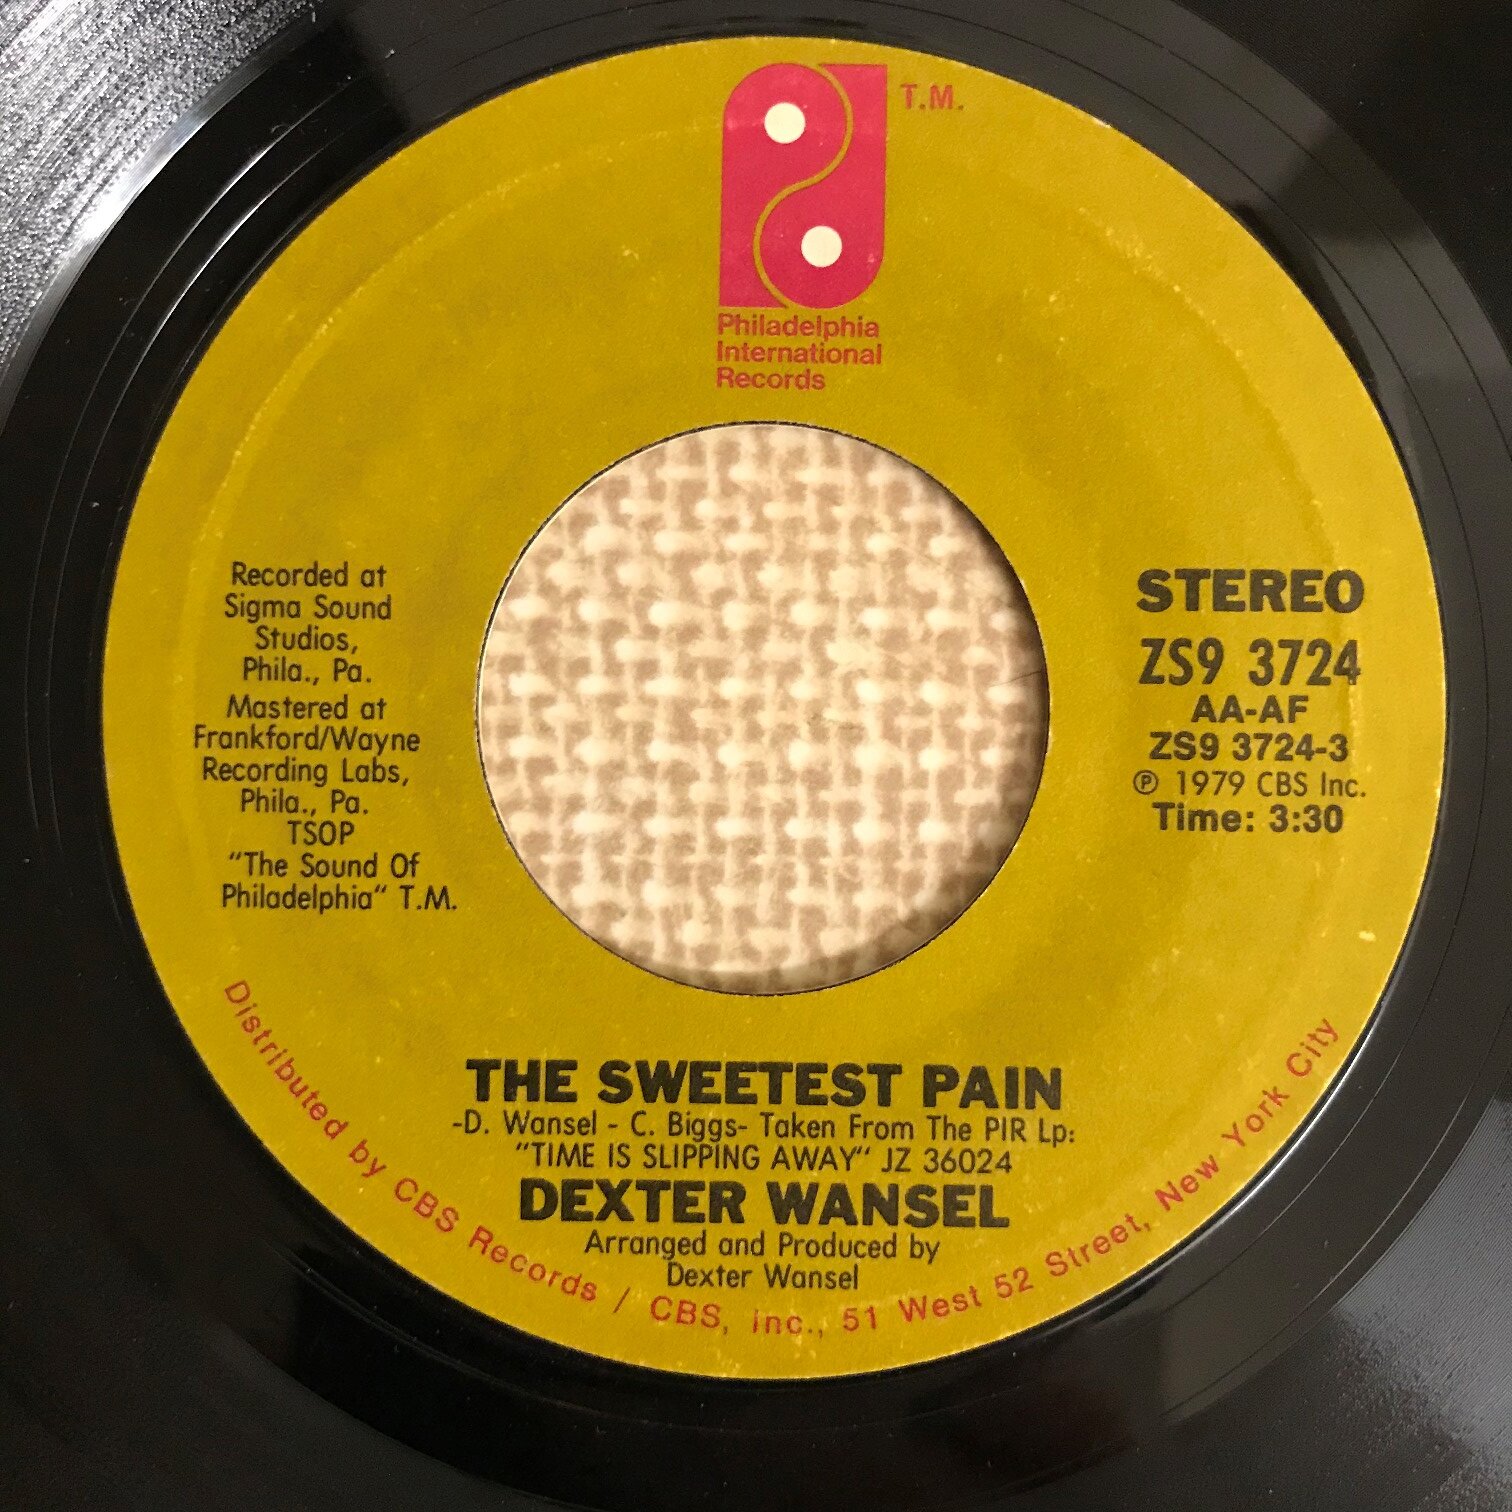 T.M.
Philadelphia
International
Records
Recorded at
Sigma Sound
Studios,
Phila., Pa.
Mastered at
Frankford/Wayne
Recording Labs,
Phila., Pa.
TSOP
"The Sound Of
Philadelphia" T.M.
STEREO
ZS9 3724
AA-AF
ZS9 3724-3
℗ 1979 CBS Inc.
Time: 3:30
THE SWEETEST PAIN
-D. Wansel - C. Biggs- Taken From The PIR Lp:
"TIME IS SLIPPING AWAY" JZ 36024
DEXTER WANSEL
Arranged and Produced by
Dexter Wansel
Distributed by CBS Records / CBS, Inc., 51 West 52 Street, New York City